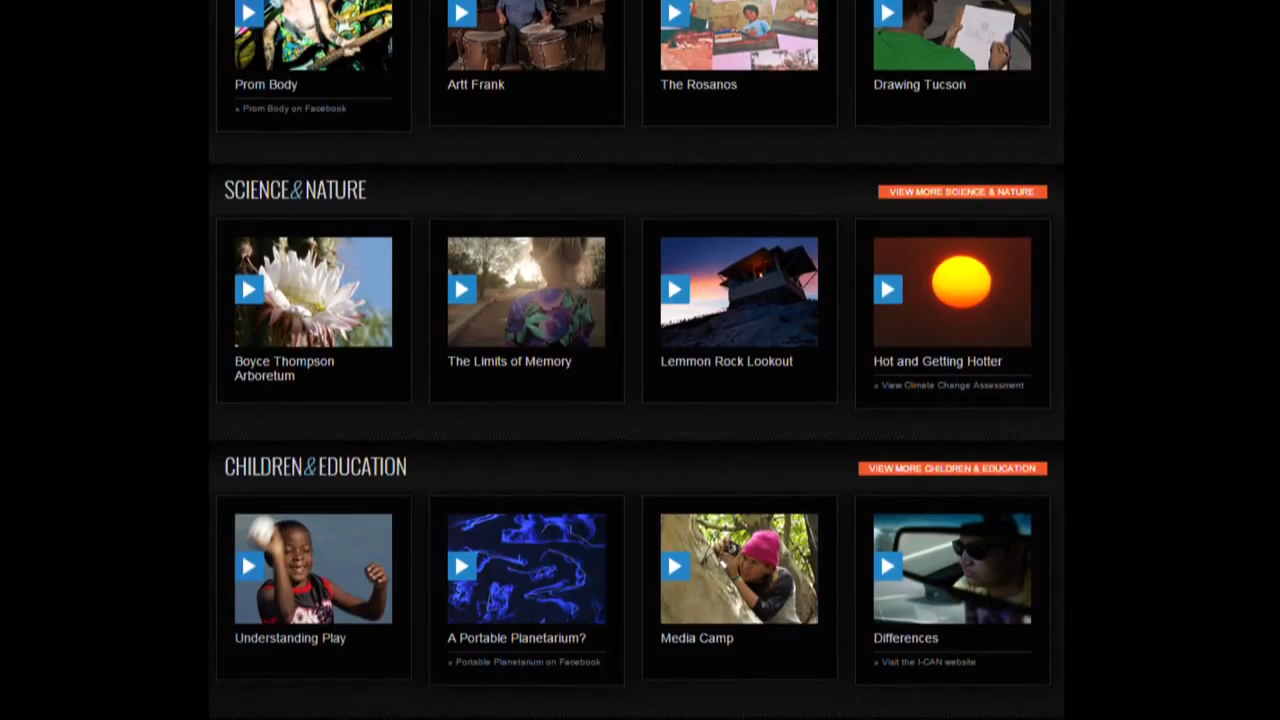 Prom Body
Artt Frank
The Rosanos
Drawing Tucson
» Prom Body on Facebook
SCIENCE&NATURE
VIEW MORE SCIENCE & NATURE
Boyce Thompson
Arboretum
The Limits of Memory
Lemmon Rock Lookout
Hot and Getting Hotter
» View Climate Change Assessment
CHILDREN&EDUCATION
VIEW MORE CHILDREN & EDUCATION
Understanding Play
A Portable Planetarium?
» Portable Planetarium on Facebook
Media Camp
Differences
» Visit the I-CAN website